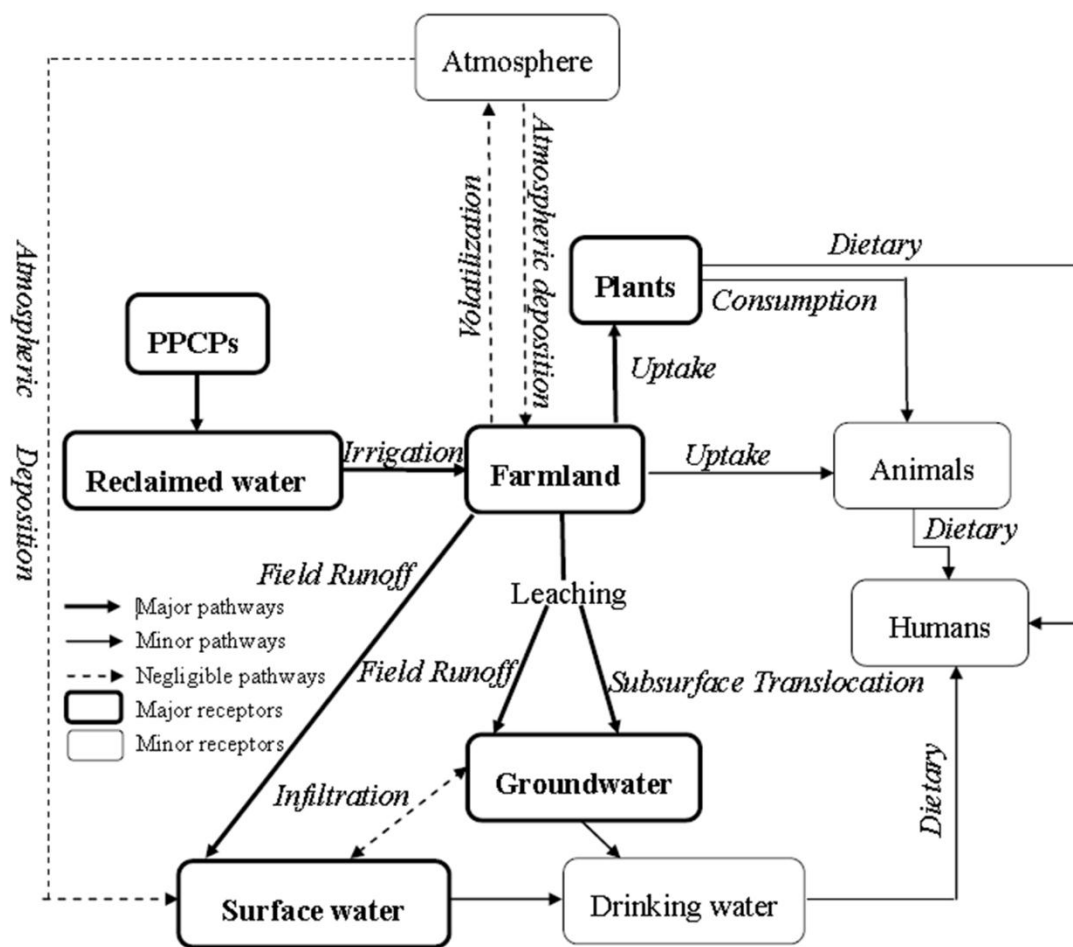 Atmosphere
Atmospheric
Deposition
Volatilization
Atmospheric deposition
Plants
Dietary
Consumption
PPCPs
Uptake
Reclaimed water
Irrigation
Farmland
Uptake
Animals
Dietary
Field Runoff
Leaching
Humans
Major pathways
Minor pathways
Negligible pathways
Major receptors
Minor receptors
Field Runoff
Subsurface Translocation
Infiltration
Groundwater
Dietary
Surface water
Drinking water